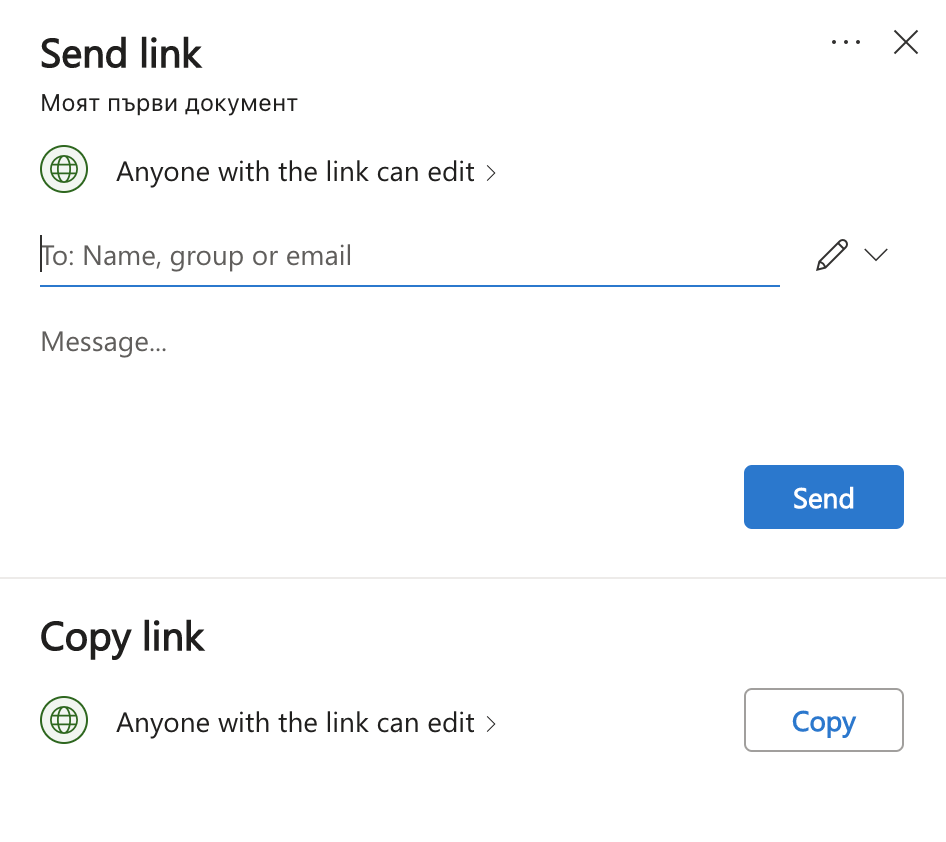 Send link
Моят първи документ
Anyone with the link can edit
To: Name, group or email
Message...
Send
Copy link
Anyone with the link can edit
Copy